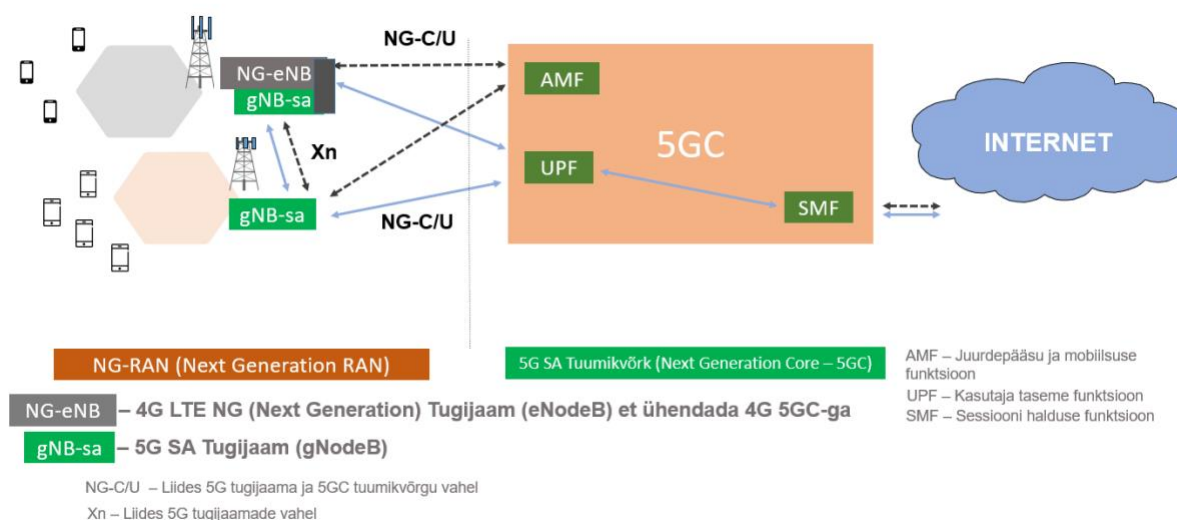 NG-C/U
NG-eNB
gNB-sa
AMF
5GC
INTERNET
Xn
UPF
gNB-sa
NG-C/U
SMF
NG-RAN (Next Generation RAN)
5G SA Tuumikvõrk (Next Generation Core – 5GC)
AMF – Juurdepääsu ja mobiilsuse
funktsioon
UPF – Kasutaja taseme funktsioon
SMF – Sessiooni halduse funktsioon
NG-eNB – 4G LTE NG (Next Generation) Tugijaam (eNodeB) et ühendada 4G 5GC-ga
gNB-sa – 5G SA Tugijaam (gNodeB)
NG-C/U – Liides 5G tugijaama ja 5GC tuumikvõrgu vahel
Xn – Liides 5G tugijaamade vahel